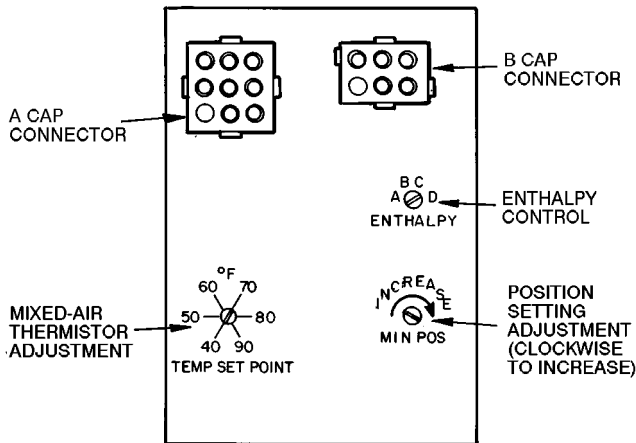 A CAP
CONNECTOR
B CAP
CONNECTOR
A B C D
ENTHALPY
ENTHALPY
CONTROL
°F
60 70
50 80
40 90
TEMP SET POINT
MIXED-AIR
THERMISTOR
ADJUSTMENT
INCREASE
MIN POS
POSITION
SETTING
ADJUSTMENT
(CLOCKWISE
TO INCREASE)